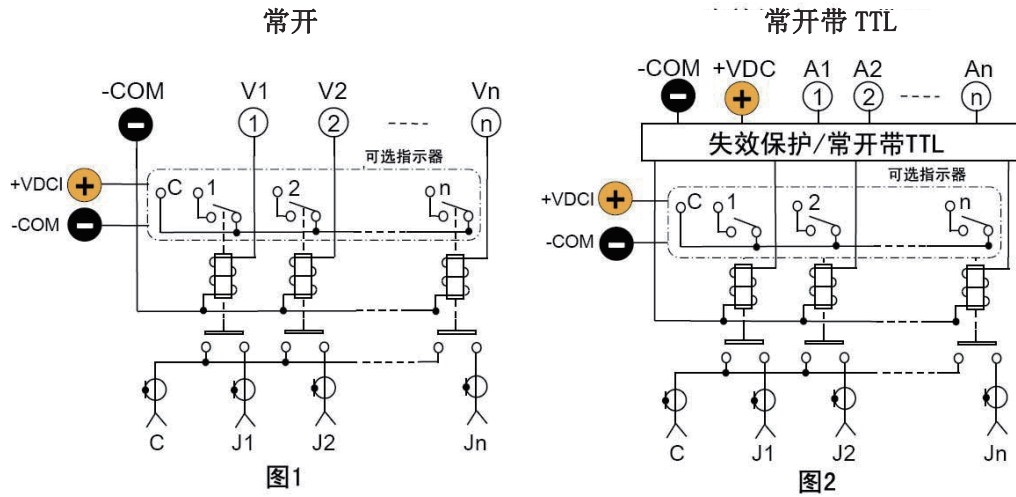 常开
-COM V1 V2 Vn
1 2 n
可选指示器
+VDCI
C 1 2 n
-COM
C J1 J2 Jn
图1
常开带 TTL
-COM +VDC A1 A2 An
1 2 n
失效保护/常开带TTL
可选指示器
+VDCI
C 1 2 n
-COM
C J1 J2 Jn
图2